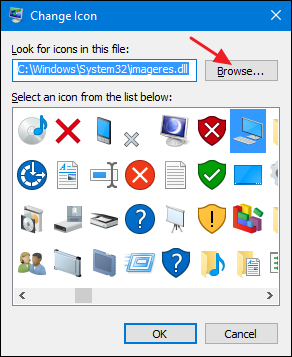 Change Icon
Look for icons in this file:
C:\Windows\System32\imageres.dll
Browse...
Select an icon from the list below:
OK
Cancel